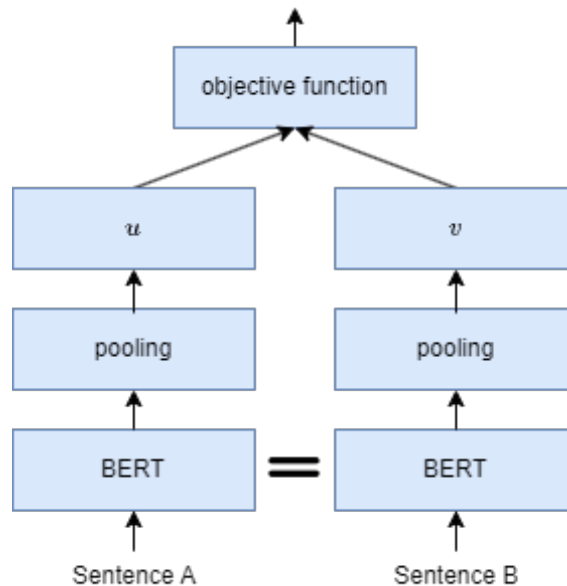 objective function
u
v
pooling
pooling
BERT
=
BERT
Sentence A
Sentence B